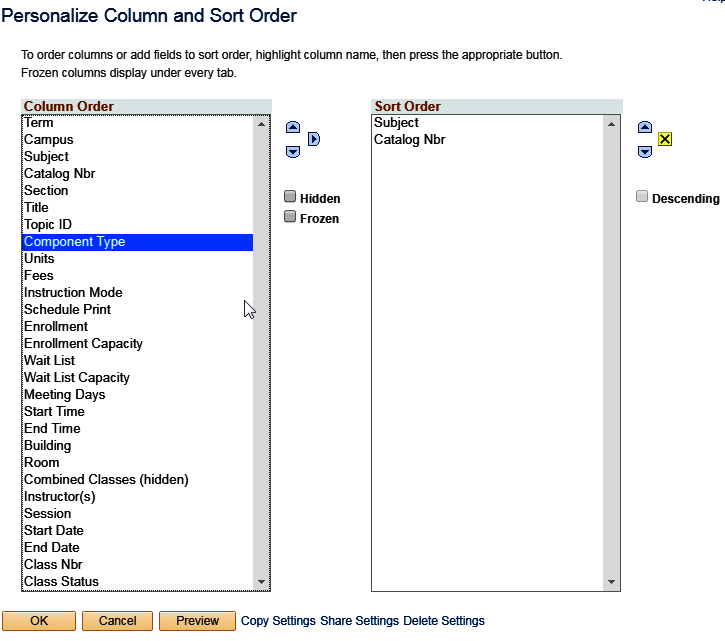 Personalize Column and Sort Order
To order columns or add fields to sort order, highlight column name, then press the appropriate button.
Frozen columns display under every tab.
Column Order
Term
Campus
Subject
Catalog Nbr
Section
Title
Topic ID
Component Type
Units
Fees
Instruction Mode
Schedule Print
Enrollment
Enrollment Capacity
Wait List
Wait List Capacity
Meeting Days
Start Time
End Time
Building
Room
Combined Classes (hidden)
Instructor(s)
Session
Start Date
End Date
Class Nbr
Class Status
Hidden
Frozen
Sort Order
Subject
Catalog Nbr
Descending
OK Cancel Preview Copy Settings Share Settings Delete Settings